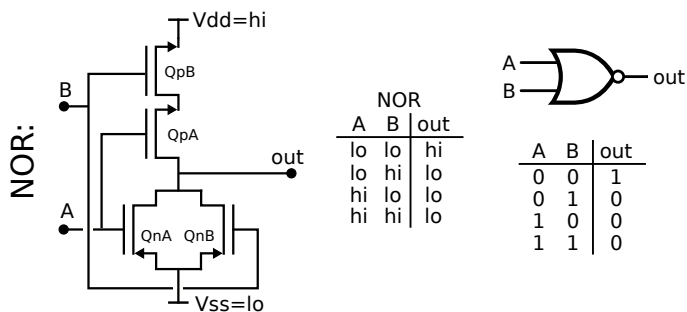 NOR:
Vdd=hi
QpB
B
QpA
out
A
QnA
QnB
Vss=lo
NOR
A B out
lo lo hi
lo hi lo
hi lo lo
hi hi lo
A
B
out
A B out
0 0 1
0 1 0
1 0 0
1 1 0